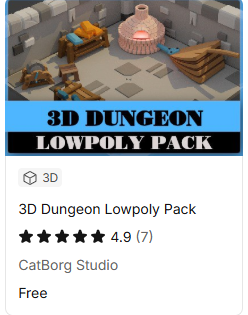 3D DUNGEON
LOWPOLY PACK
3D
3D Dungeon Lowpoly Pack
4.9 (7)
CatBorg Studio
Free